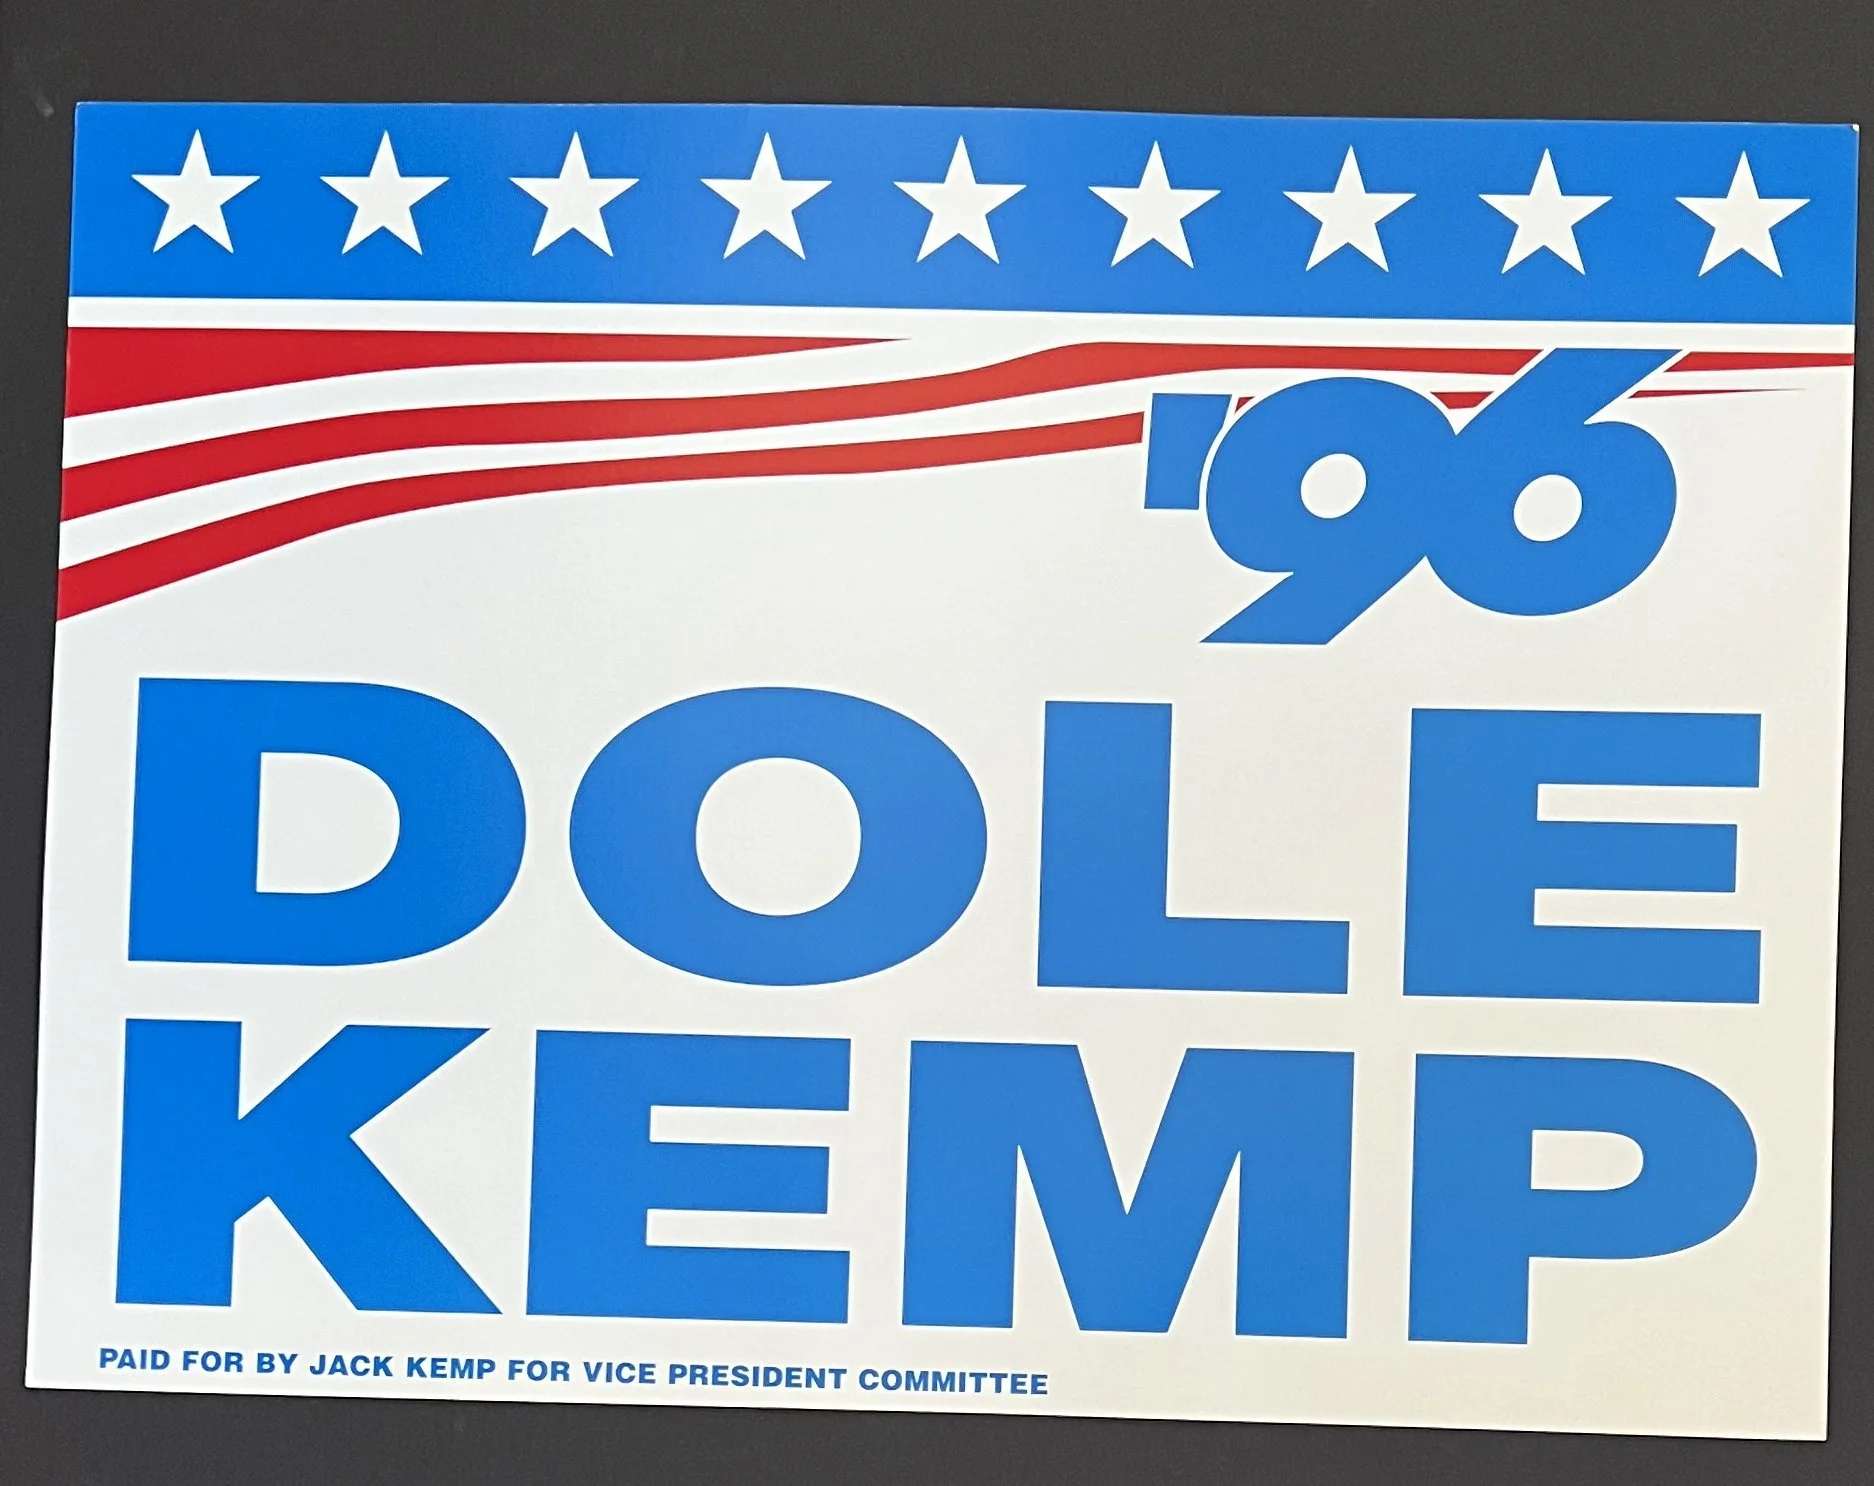 '96
DOLE
KEMP
PAID FOR BY JACK KEMP FOR VICE PRESIDENT COMMITTEE